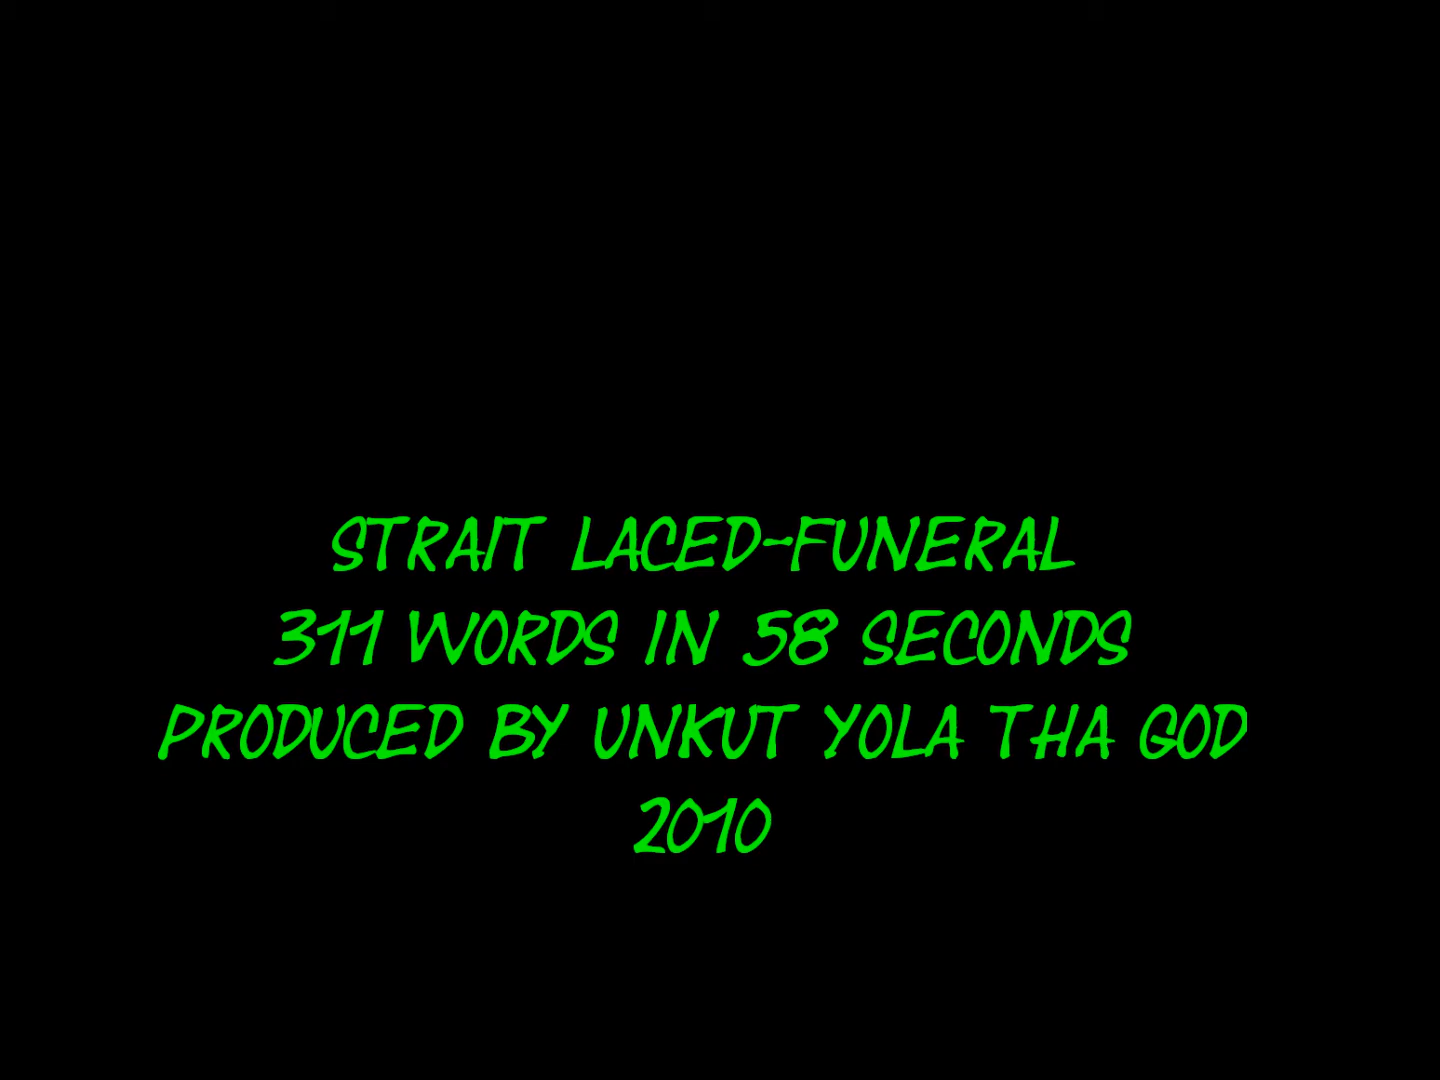 STRAIT LACED-FUNERAL
311 WORDS IN 58 SECONDS
PRODUCED BY UNKUT YOLA THA GOD
2010